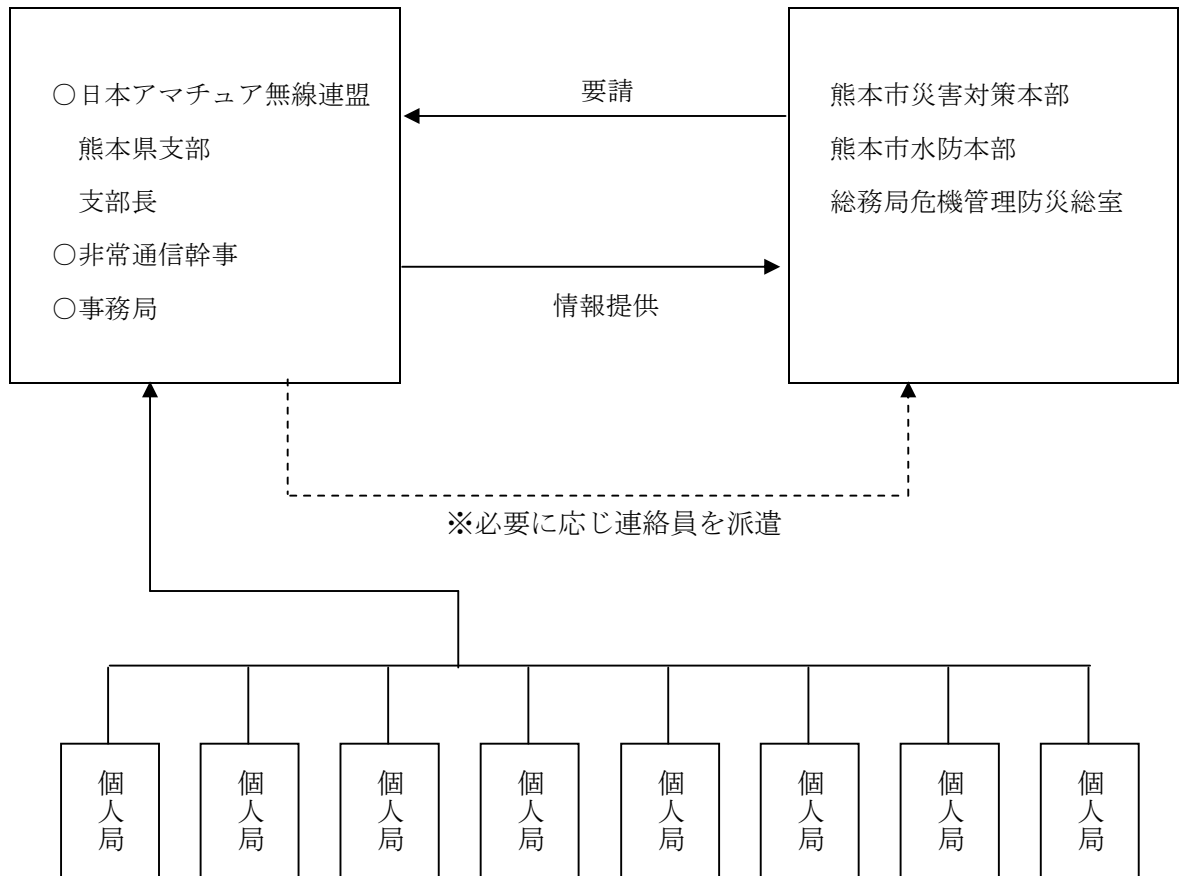 ○日本アマチュア無線連盟
熊本県支部
支部長
○非常通信幹事
○事務局
要請
情報提供
熊本市災害対策本部
熊本市水防本部
総務局危機管理防災総室
※必要に応じ連絡員を派遣
個人局
個人局
個人局
個人局
個人局
個人局
個人局
個人局